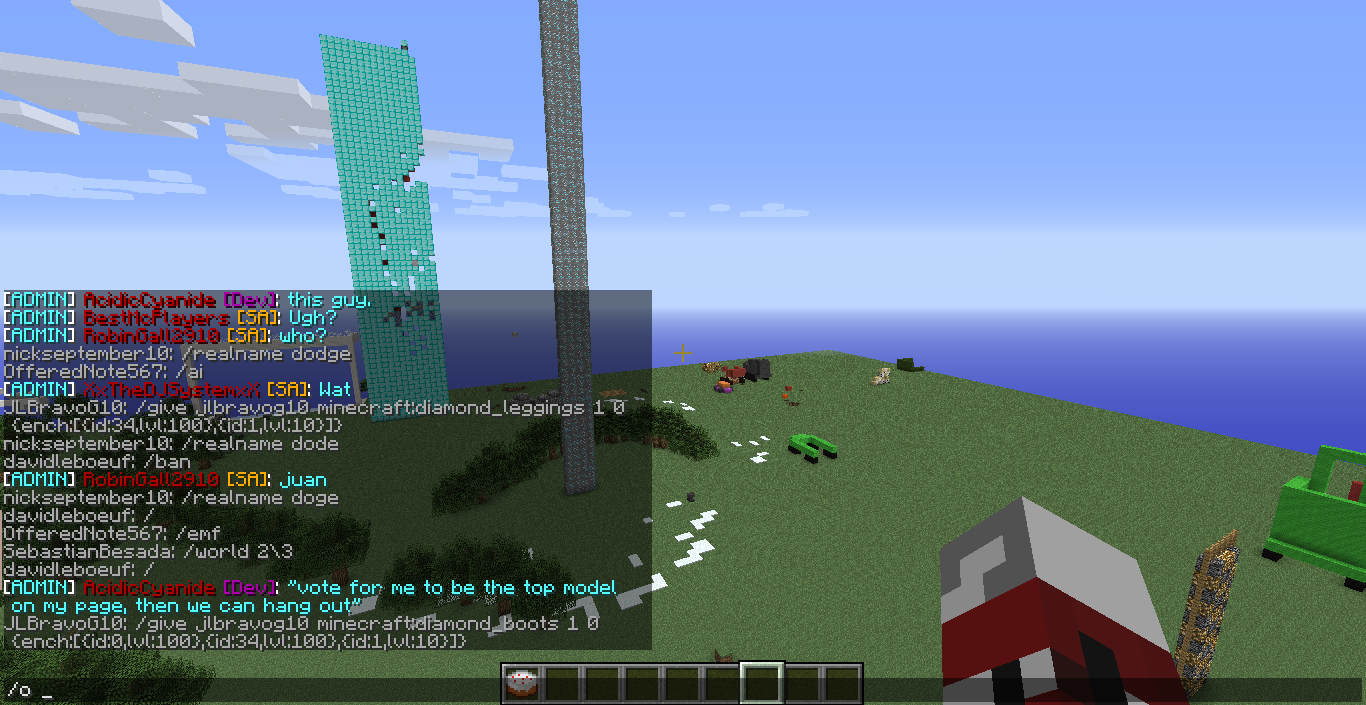 [ADMIN] AcidicCyanide [Dev]: this guy.
[ADMIN] BestMcPlayers [SA]: Ugh?
[ADMIN] RobinGall2910 [SA]: who?
nickseptember10: /realname dodge
OfferedNote567: /ai
[ADMIN] XxTheDJSystemxX [SA]: Wat
JLBravoG10: /give jlbravog10 minecraft:diamond_leggings 1 0
{ench:[{id:34,lvl:100},{id:1,lvl:10}]}
nickseptember10: /realname dode
davidleboeuf: /ban
[ADMIN] RobinGall2910 [SA]: juan
nickseptember10: /realname doge
davidleboeuf: /
OfferedNote567: /emf
SebastianBesada: /world 2\3
davidleboeuf: /
[ADMIN] AcidicCyanide [Dev]: "vote for me to be the top model
on my page, then we can hang out"
JLBravoG10: /give jlbravog10 minecraft:diamond_boots 1 0
{ench:[{id:0,lvl:100},{id:34,lvl:100},{id:1,lvl:10}]}
/o _